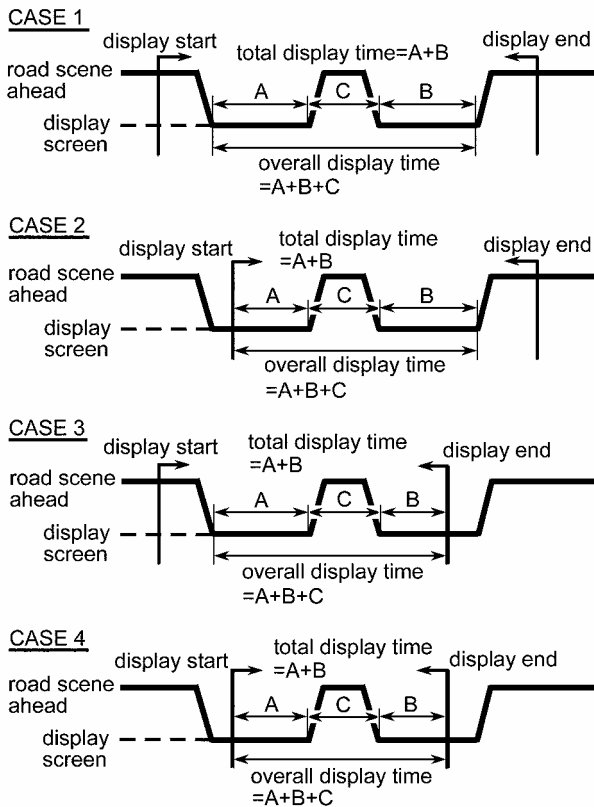 CASE 1
display start
total display time=A+B
display end
road scene
ahead
A
C
B
display
screen
overall display time
=A+B+C
CASE 2
display start
total display time
=A+B
display end
road scene
ahead
A
C
B
display
screen
overall display time
=A+B+C
CASE 3
display start
total display time
=A+B
display end
road scene
ahead
A
C
B
display
screen
overall display time
=A+B+C
CASE 4
display start
total display time
=A+B
display end
road scene
ahead
A
C
B
display
screen
overall display time
=A+B+C